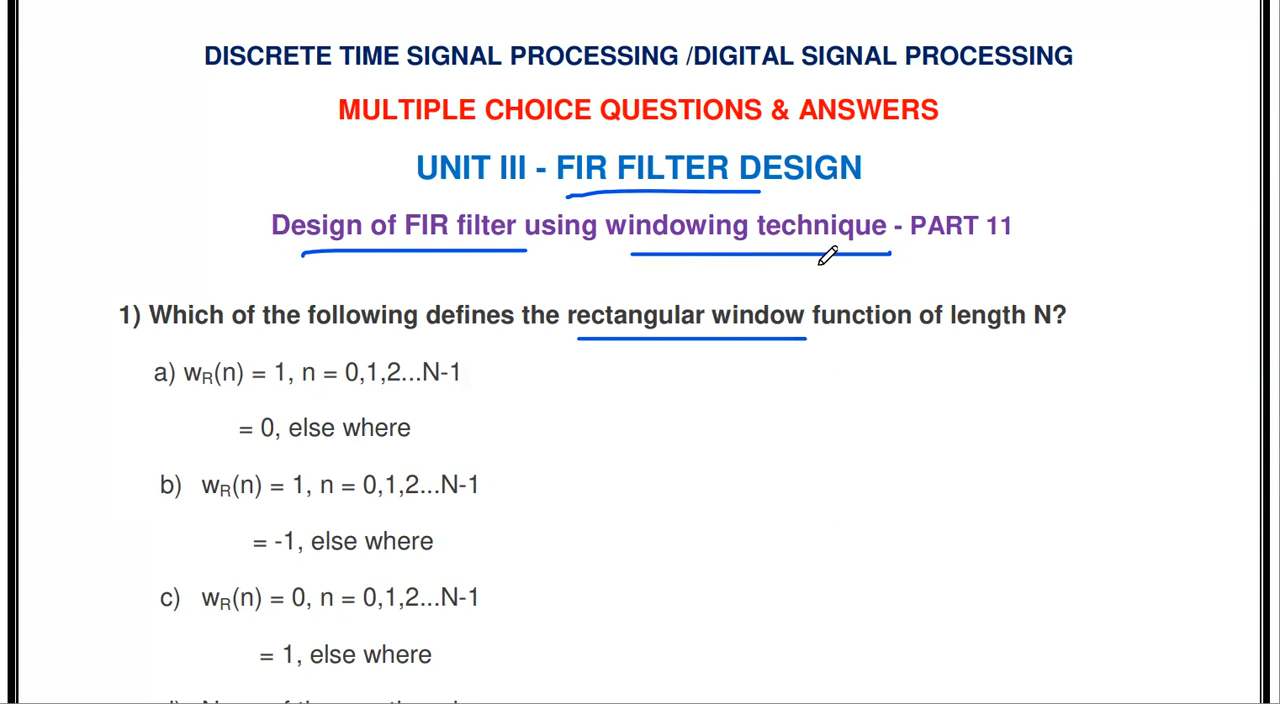 DISCRETE TIME SIGNAL PROCESSING /DIGITAL SIGNAL PROCESSING
MULTIPLE CHOICE QUESTIONS & ANSWERS
UNIT III - FIR FILTER DESIGN
Design of FIR filter using windowing technique - PART 11
1) Which of the following defines the rectangular window function of length N?
a) wR(n) = 1, n = 0,1,2...N-1
= 0, else where
b) wR(n) = 1, n = 0,1,2...N-1
= -1, else where
c) wR(n) = 0, n = 0,1,2...N-1
= 1, else where